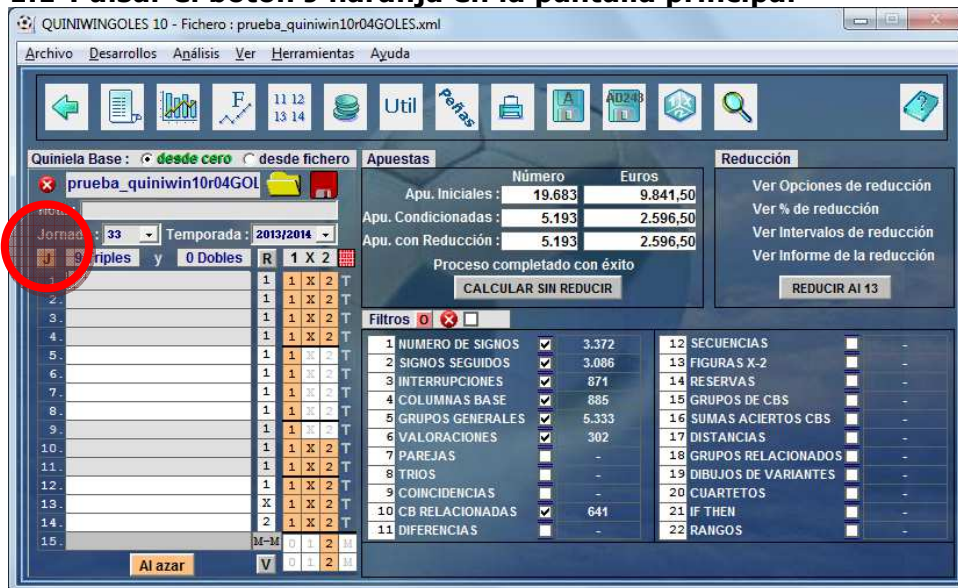 1.1 Pulsar el botón J naranja en la pantalla principal
QUINIWINGOLES 10 - Fichero : prueba_quiniwin10r04GOLES.xml
Archivo Desarrollos Análisis Ver Herramientas Ayuda
F 11 12 13 14 Util Peñas A AD248 1X2
Quiniela Base : desde cero desde fichero
prueba_quiniwin10r04GOL
Nota :
Jornada : 33 Temporada : 2013/2014
J 9 Triples y 0 Dobles R 1 X 2
1. 1 1 X 2 T
2. 1 1 X 2 T
3. 1 1 X 2 T
4. 1 1 X 2 T
5. 1 1 X 2 T
6. 1 1 X 2 T
7. 1 1 X 2 T
8. 1 1 X 2 T
9. 1 1 X 2 T
10. 1 1 X 2 T
11. 1 1 X 2 T
12. 1 1 X 2 T
13. X 1 X 2 T
14. 2 1 X 2 T
15. M-M 0 1 2 M
Al azar V 0 1 2 M
Apuestas
Número Euros
Apu. Iniciales : 19.683 9.841,50
Apu. Condicionadas : 5.193 2.596,50
Apu. con Reducción : 5.193 2.596,50
Proceso completado con éxito
CALCULAR SIN REDUCIR
Reducción
Ver Opciones de reducción
Ver % de reducción
Ver Intervalos de reducción
Ver Informe de la reducción
REDUCIR Al 13
Filtros 0
1 NUMERO DE SIGNOS 3.372
2 SIGNOS SEGUIDOS 3.086
3 INTERRUPCIONES 871
4 COLUMNAS BASE 885
5 GRUPOS GENERALES 5.333
6 VALORACIONES 302
7 PAREJAS -
8 TRIOS -
9 COINCIDENCIAS -
10 CB RELACIONADAS 641
11 DIFERENCIAS -
12 SECUENCIAS -
13 FIGURAS X-2 -
14 RESERVAS -
15 GRUPOS DE CBS -
16 SUMAS ACIERTOS CBS -
17 DISTANCIAS -
18 GRUPOS RELACIONADOS -
19 DIBUJOS DE VARIANTES -
20 CUARTETOS -
21 IF THEN -
22 RANGOS -